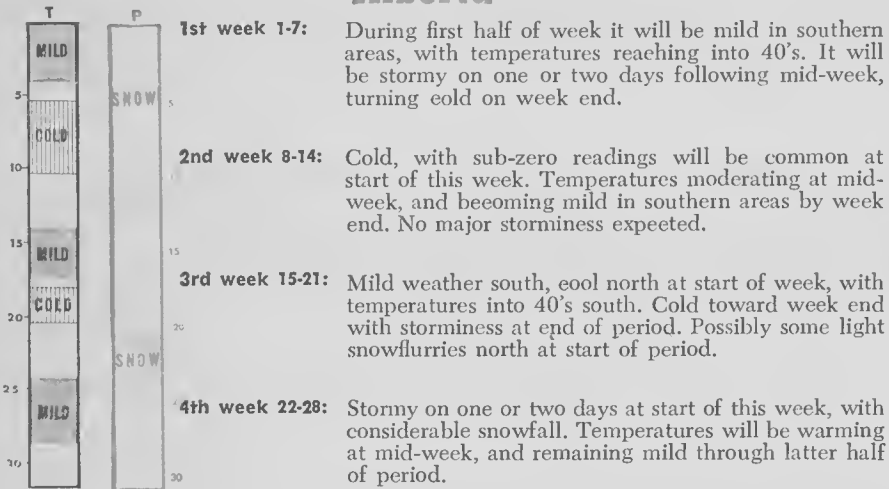 T
P
MILD
5
COLD
10
15
MILD
COLD
20
25
MILD
30
SNOW
5
15
20
SNOW
30
1st week 1-7: During first half of week it will be mild in southern
areas, with temperatures reaching into 40's. It will
be stormy on one or two days following mid-week,
turning eold on week end.
2nd week 8-14: Cold, with sub-zero readings will be common at
start of this week. Temperatures moderating at mid-
week, and beeoming mild in southern areas by week
end. No major storminess expeeted.
3rd week 15-21: Mild weather south, eool north at start of week, with
temperatures into 40's south. Cold toward week end
with storminess at end of period. Possibly some light
snowflurries north at start of period.
4th week 22-28: Stormy on one or two days at start of this week, with
considerable snowfall. Temperatures will be warming
at mid-week, and remaining mild through latter half
of period.